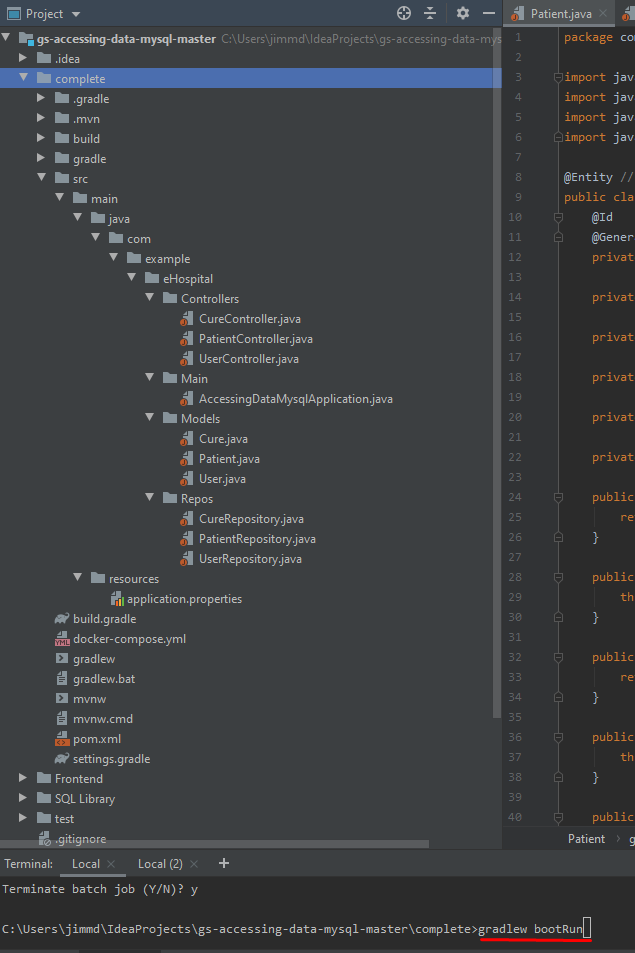 Project
gs-accessing-data-mysql-master C:\Users\jimmd\IdeaProjects\gs-accessing-data-mys
.idea
complete
.gradle
.mvn
build
gradle
src
main
java
com
example
eHospital
Controllers
CureController.java
PatientController.java
UserController.java
Main
AccessingDataMysqlApplication.java
Models
Cure.java
Patient.java
User.java
Repos
CureRepository.java
PatientRepository.java
UserRepository.java
resources
application.properties
build.gradle
docker-compose.yml
gradlew
gradlew.bat
mvnw
mvnw.cmd
pom.xml
settings.gradle
Frontend
SQL Library
test
.gitignore
Patient.java
1 package co
2
3 import jav
4 import jav
5 import jav
6 import jav
7
8 @Entity //
9 public cla
10 @Id
11 @Gener
12 private
13
14 private
15
16 private
17
18 private
19
20 private
21
22 private
23
24 public
25 re
26 }
27
28 public
29 th
30 }
31
32 public
33 re
34 }
35
36 public
37 th
38 }
39
40 public
Patient > g
Terminal: Local Local (2) +
Terminate batch job (Y/N)? y
C:\Users\jimmd\IdeaProjects\gs-accessing-data-mysql-master\complete>gradlew bootRun